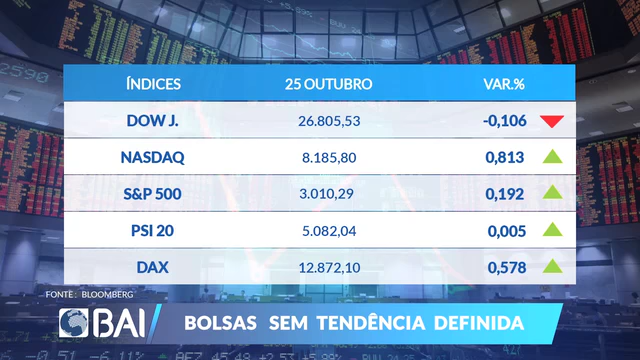 ÍNDICES 25 OUTUBRO VAR.%
DOW J. 26.805,53 -0,106
NASDAQ 8.185,80 0,813
S&P 500 3.010,29 0,192
PSI 20 5.082,04 0,005
DAX 12.872,10 0,578
FONTE: BLOOMBERG
BAI BOLSAS SEM TENDÊNCIA DEFINIDA